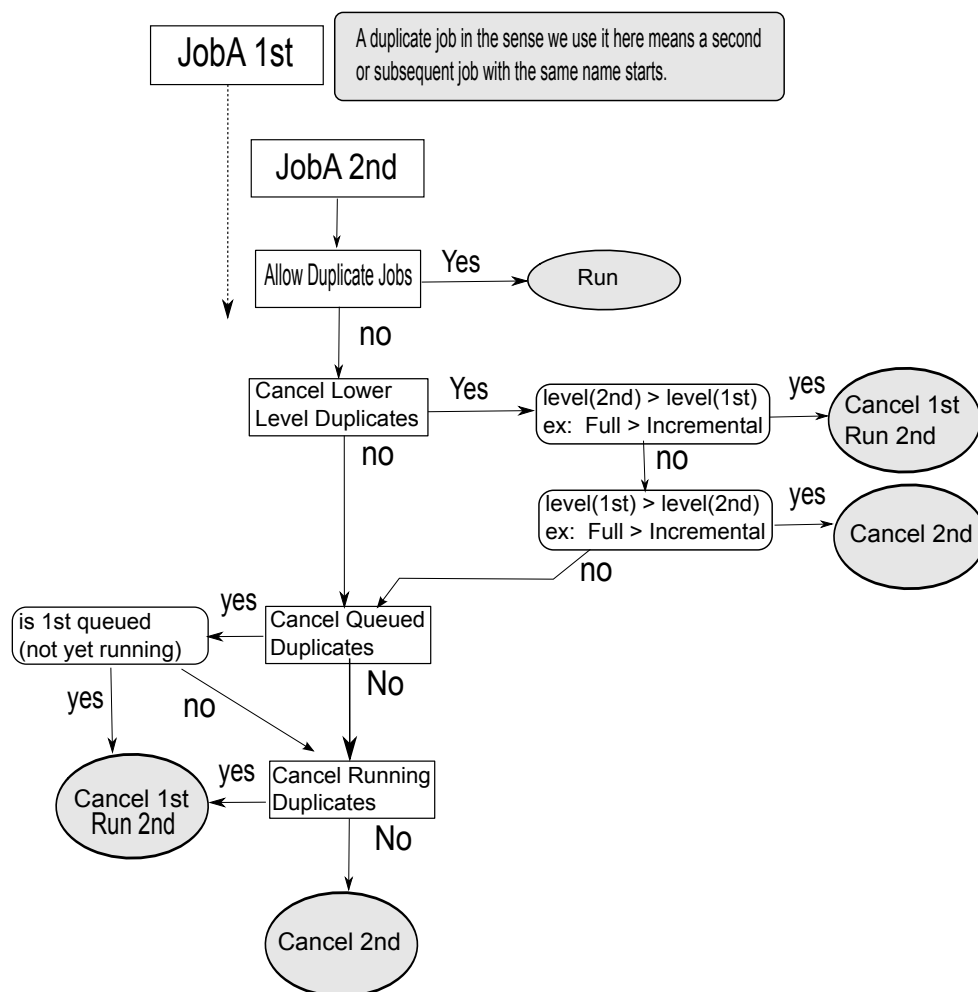 JobA 1st
A duplicate job in the sense we use it here means a second
or subsequent job with the same name starts.
JobA 2nd
Allow Duplicate Jobs
Yes
Run
no
Cancel Lower
Level Duplicates
Yes
level(2nd) > level(1st)
ex:  Full > Incremental
yes
Cancel 1st
Run 2nd
no
no
level(1st) > level(2nd)
ex:  Full > Incremental
yes
Cancel 2nd
no
is 1st queued
(not yet running)
yes
Cancel Queued
Duplicates
yes
no
No
Cancel 1st
Run 2nd
yes
Cancel Running
Duplicates
No
Cancel 2nd